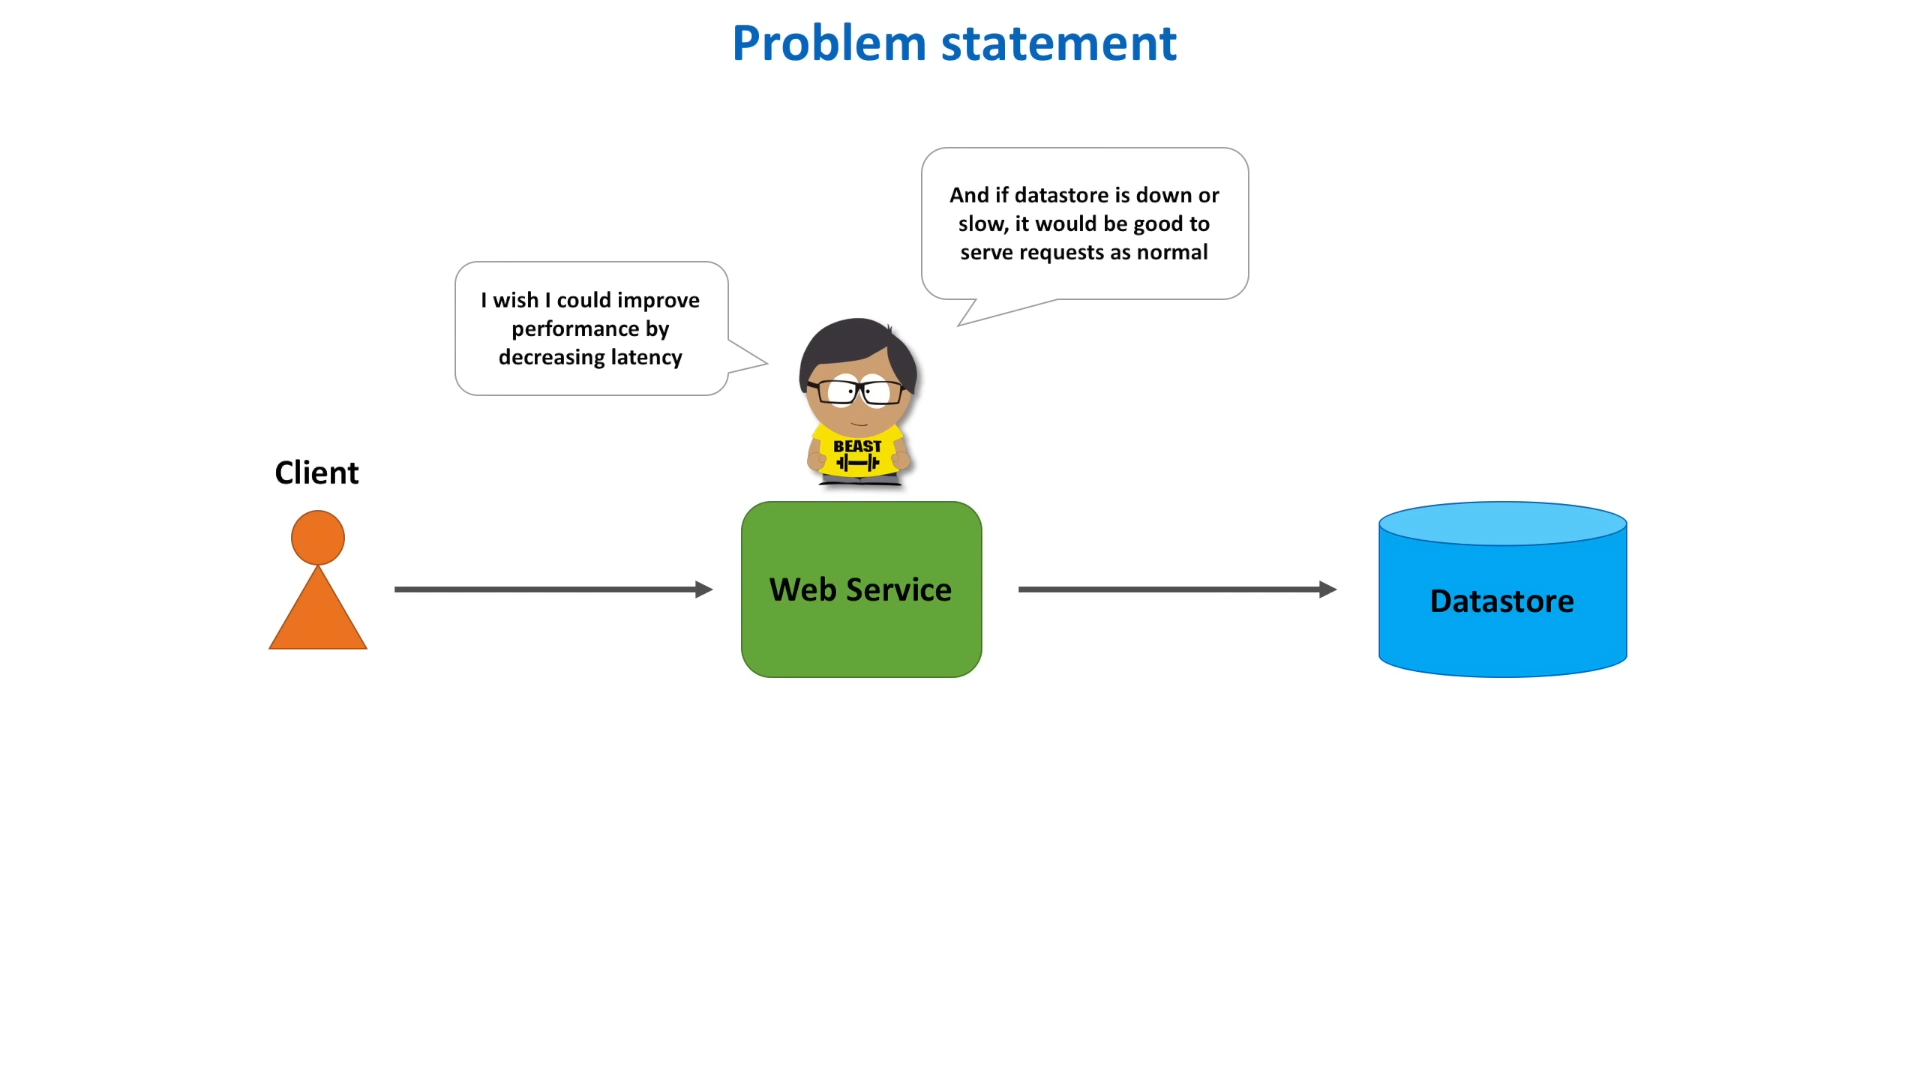 Problem statement
And if datastore is down or
slow, it would be good to
serve requests as normal
I wish I could improve
performance by
decreasing latency
BEAST
Client
Web Service
Datastore